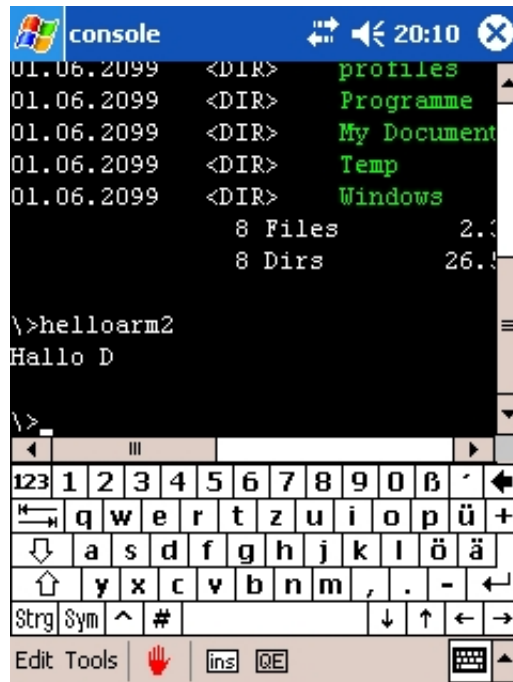 console 20:10
01.06.2099 <DIR> profiles
01.06.2099 <DIR> Programme
01.06.2099 <DIR> My Document
01.06.2099 <DIR> Temp
01.06.2099 <DIR> Windows
8 Files 2.
8 Dirs 26.
\>helloarm2
Hallo D
\>_
123 1 2 3 4 5 6 7 8 9 0 ß ´
q w e r t z u i o p ü +
a s d f g h j k l ö ä
y x c v b n m , . -
Strg Sym ^ # ↓ ↑ ← →
Edit Tools ins QE